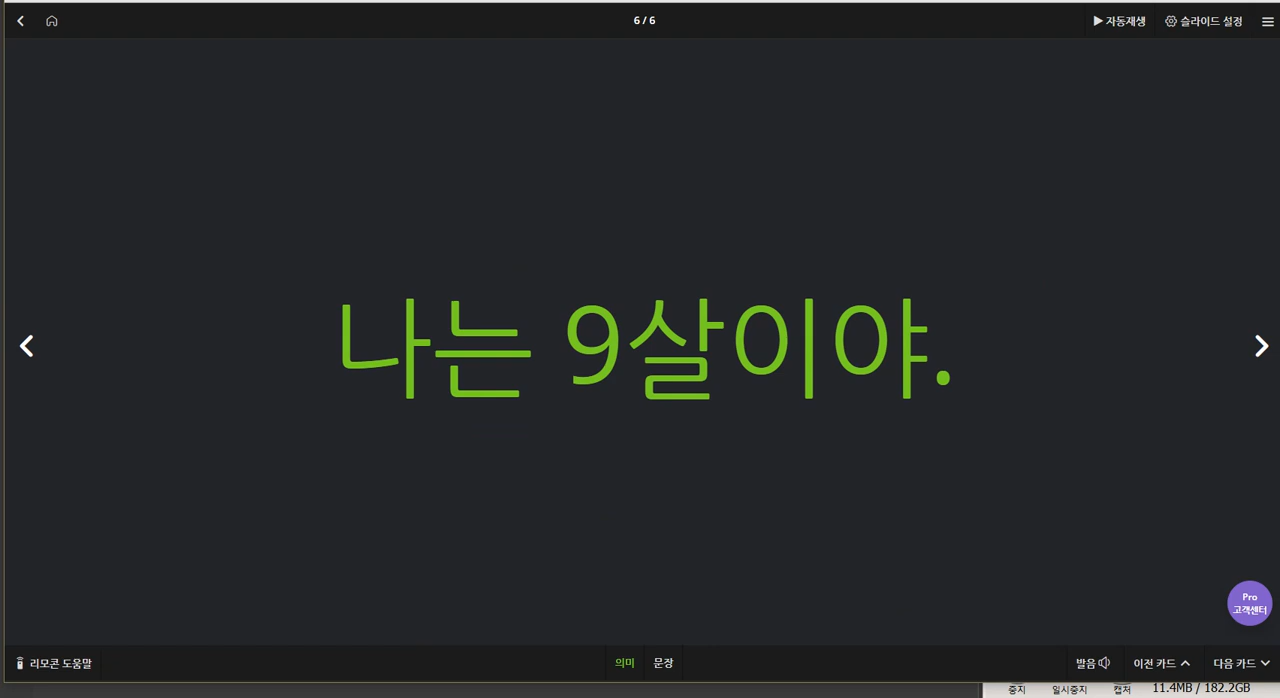 6 / 6
자동재생
슬라이드 설정
나는 9살이야.
Pro
고객센터
리모콘 도움말
의미
문장
발음
이전 카드
다음 카드
중지
일시중지
캡처
11.4MB / 182.2GB